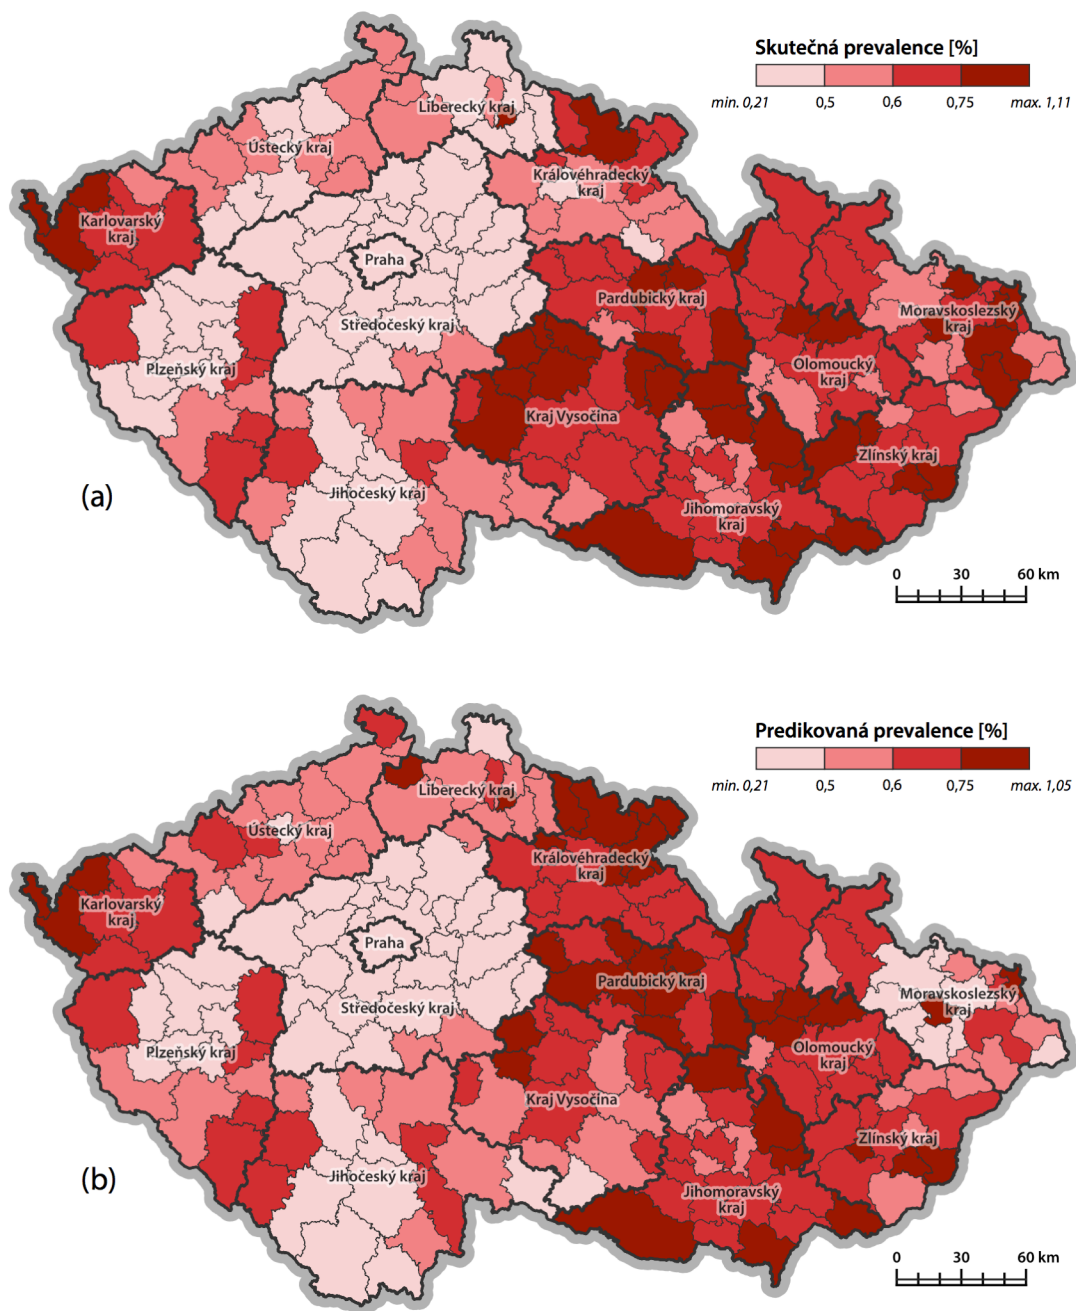 Skutečná prevalence [%]
min. 0,21 0,5 0,6 0,75 max. 1,11
Liberecký kraj
Ústecký kraj
Královéhradecký
kraj
Karlovarský
kraj
Praha
Pardubický kraj
Moravskoslezský
kraj
Středočeský kraj
Plzeňský kraj
Olomoucký
kraj
Kraj Vysočina
Zlínský kraj
Jihočeský kraj
(a)
Jihomoravský
kraj
0 30 60 km
Predikovaná prevalence [%]
min. 0,21 0,5 0,6 0,75 max. 1,05
Liberecký kraj
Ústecký kraj
Královéhradecký
kraj
Karlovarský
kraj
Praha
Pardubický kraj
Moravskoslezský
kraj
Středočeský kraj
Plzeňský kraj
Olomoucký
kraj
Kraj Vysočina
Zlínský kraj
Jihočeský kraj
(b)
Jihomoravský
kraj
0 30 60 km